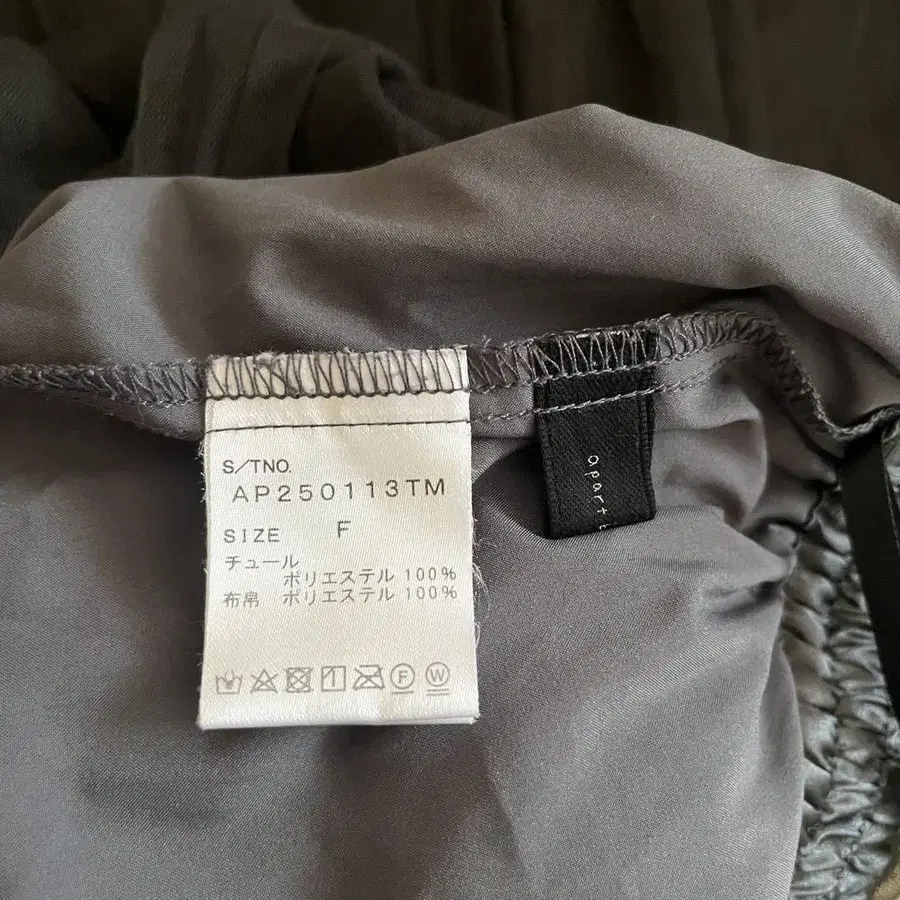 S/TNO.
AP250113TM
SIZE F
チュール
ポリエステル 100%
布帛 ポリエステル 100%
F W
apart